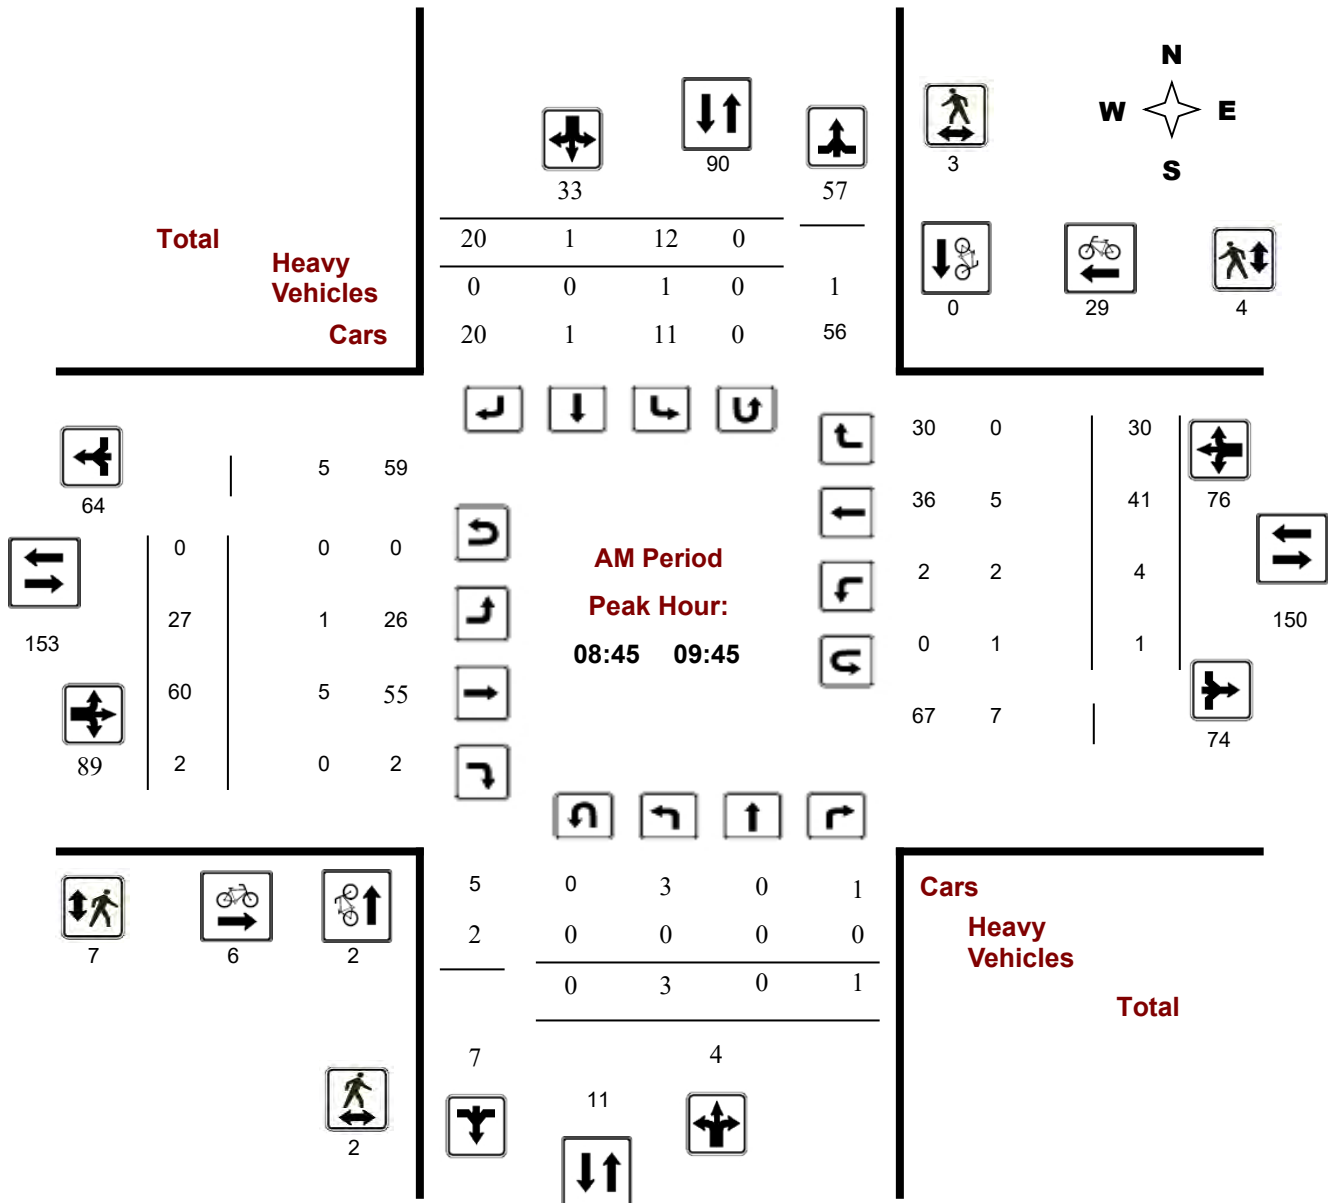 N
W E
S
90
33 57
3
Total
20 1 12 0
Heavy
Vehicles
0 0 1 0 1
Cars
20 1 11 0 56
0 29 4
30 0 30
5 59
64
36 5 41 76
0 0 0
AM Period
2 2 4
27 1 26
Peak Hour:
153
150
08:45 09:45
0 1 1
60 5 55
67 7
74
89 2 0 2
5 0 3 0 1
Cars
2 0 0 0 0
Heavy
Vehicles
7 6 2
0 3 0 1
Total
7 4
11
2